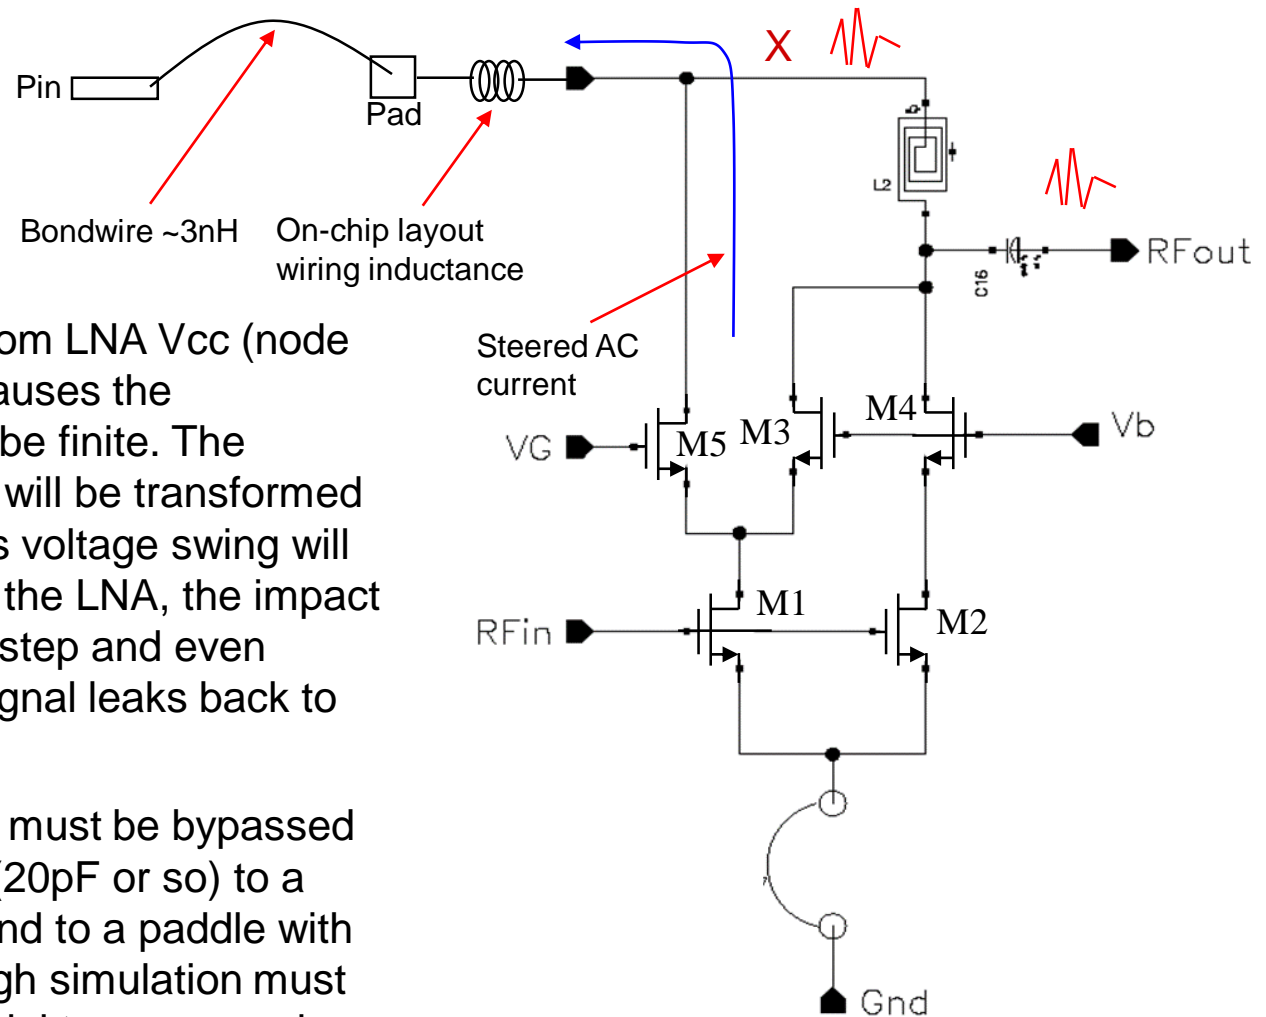 X
Pin
Pad
L2
Bondwire ~3nH
On-chip layout
wiring inductance
RFout
C16
Steered AC
current
om LNA Vcc (node
auses the
be finite. The
will be transformed
s voltage swing will
the LNA, the impact
step and even
gnal leaks back to
must be bypassed
(20pF or so) to a
nd to a paddle with
gh simulation must
VG
M5
M3
M4
Vb
RFin
M1
M2
Gnd